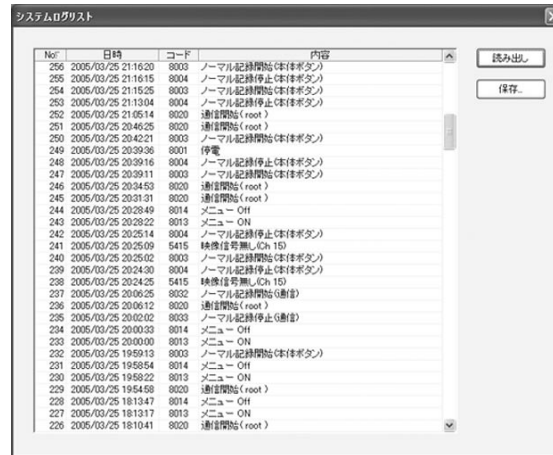 システムログリスト
No▽ 日時 コード 内容
256 2005/03/25 21:16:20 8003 ノーマル記録開始(本体ボタン)
255 2005/03/25 21:16:15 8004 ノーマル記録停止(本体ボタン)
254 2005/03/25 21:15:25 8003 ノーマル記録開始(本体ボタン)
253 2005/03/25 21:13:04 8004 ノーマル記録停止(本体ボタン)
252 2005/03/25 21:05:14 8020 通信開始( root )
251 2005/03/25 20:46:25 8020 通信開始( root )
250 2005/03/25 20:42:21 8003 ノーマル記録開始(本体ボタン)
249 2005/03/25 20:39:36 8001 停電
248 2005/03/25 20:39:16 8004 ノーマル記録停止(本体ボタン)
247 2005/03/25 20:39:11 8003 ノーマル記録開始(本体ボタン)
246 2005/03/25 20:34:53 8020 通信開始( root )
245 2005/03/25 20:31:31 8020 通信開始( root )
244 2005/03/25 20:28:49 8014 メニュー Off
243 2005/03/25 20:28:22 8013 メニュー ON
242 2005/03/25 20:25:14 8004 ノーマル記録停止(本体ボタン)
241 2005/03/25 20:25:09 5415 映像信号無し(Ch 15)
240 2005/03/25 20:25:02 8003 ノーマル記録開始(本体ボタン)
239 2005/03/25 20:24:30 8004 ノーマル記録停止(本体ボタン)
238 2005/03/25 20:24:25 5415 映像信号無し(Ch 15)
237 2005/03/25 20:06:25 8032 ノーマル記録開始(通信)
236 2005/03/25 20:06:12 8020 通信開始( root )
235 2005/03/25 20:02:02 8033 ノーマル記録停止(通信)
234 2005/03/25 20:00:33 8014 メニュー Off
233 2005/03/25 20:00:00 8013 メニュー ON
232 2005/03/25 19:59:13 8003 ノーマル記録開始(本体ボタン)
231 2005/03/25 19:58:54 8014 メニュー Off
230 2005/03/25 19:58:22 8013 メニュー ON
229 2005/03/25 19:54:58 8020 通信開始( root )
228 2005/03/25 18:13:47 8014 メニュー Off
227 2005/03/25 18:13:17 8013 メニュー ON
226 2005/03/25 18:10:41 8020 通信開始( root )
読み出し
保存...